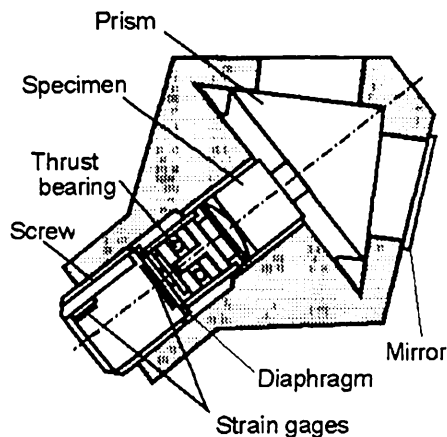 Prism
Specimen
Thrust
bearing
Screw
Mirror
Diaphragm
Strain gages